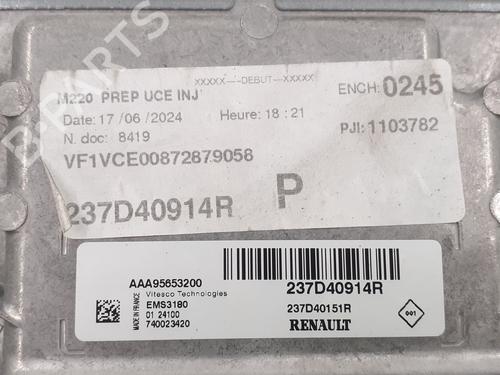 XXXXX---DEBUT---XXXXX
M220 PREP UCE INJ
ENCH: 0245
Date: 17 / 06 / 2024 Heure: 18 : 21
N. doc: 8419
PJI: 1103782
VF1VCE00872879058
237D40914R P
AAA95653200
Vitesco Technologies
EMS3180
01 24100
740023420
MADE IN FRANCE
237D40914R
237D40151R
RENAULT
001